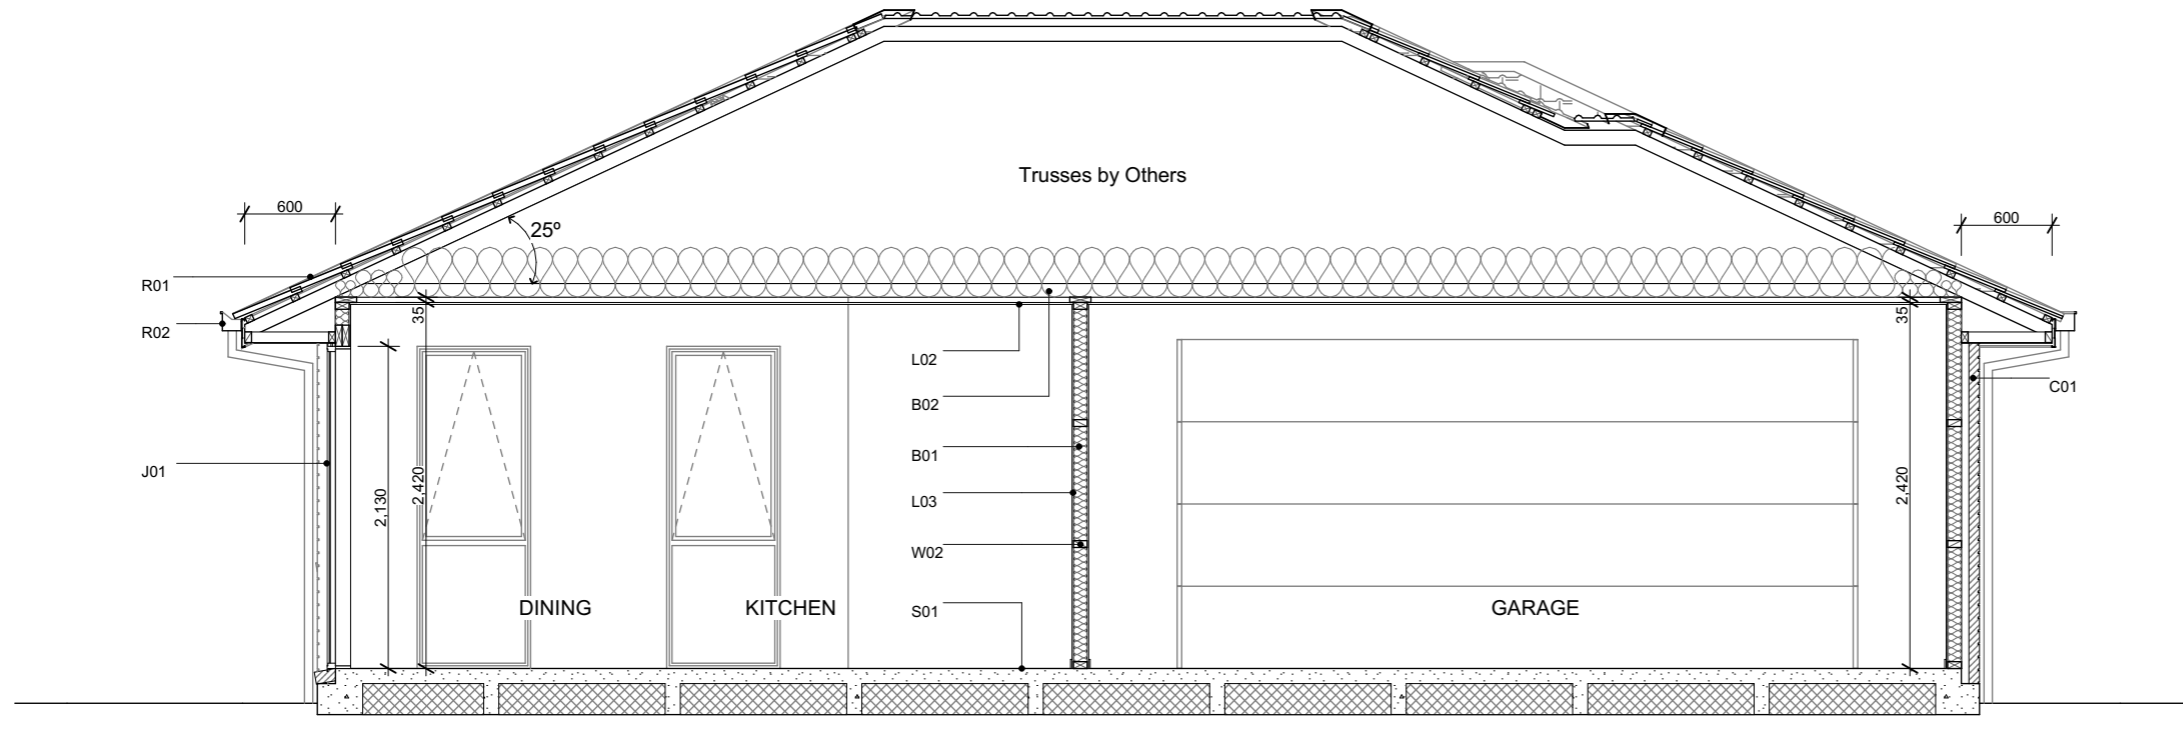 Trusses by Others
600
25º
600
R01
R02
35
35
L02
C01
B02
B01
J01
2,130
2,420
2,420
L03
W02
DINING
KITCHEN
S01
GARAGE